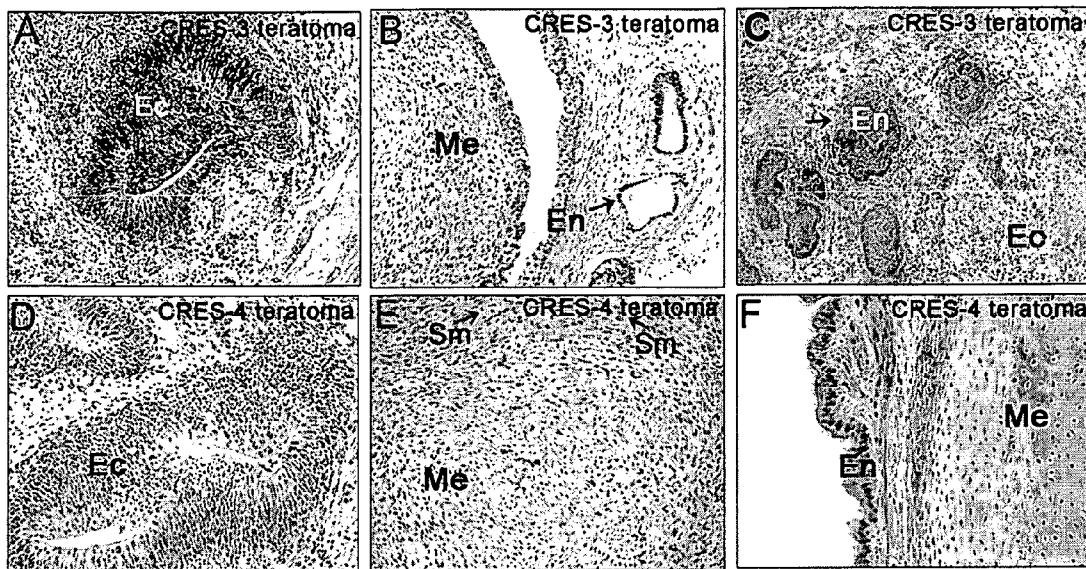 A CRES-3 teratoma
Ec
B CRES-3 teratoma
Me
En
C CRES-3 teratoma
En
Ec
D CRES-4 teratoma
Ec
E CRES-4 teratoma
Sm Sm
Me
F CRES-4 teratoma
Me
En